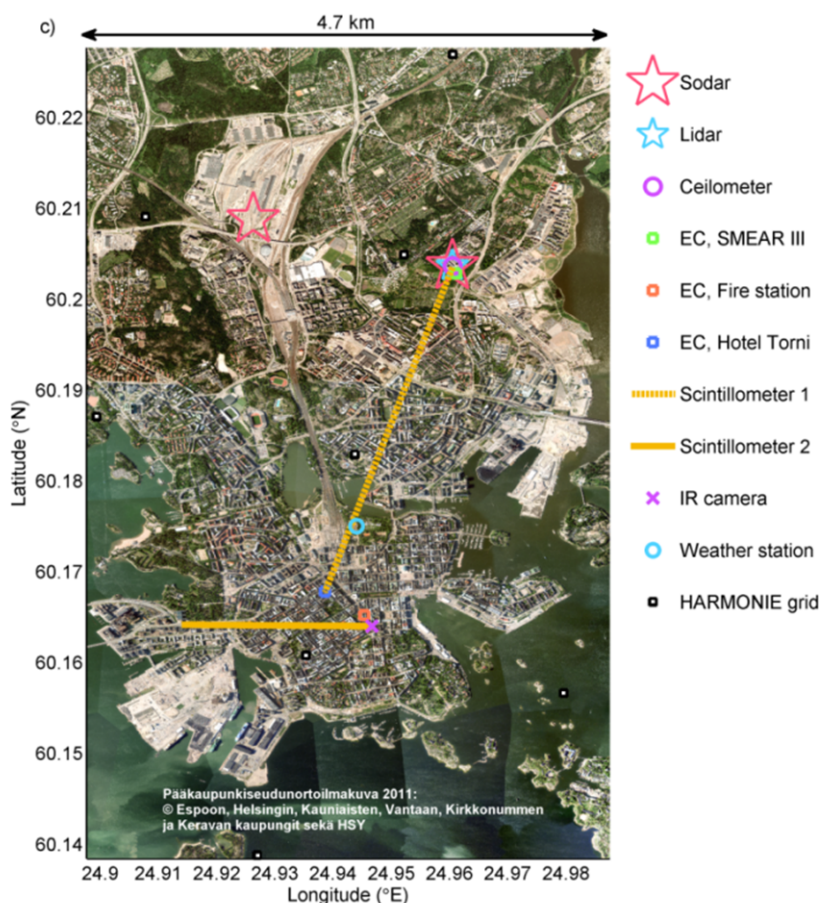 c)
4.7 km
60.22
60.21
60.2
60.19
60.18
60.17
60.16
60.15
60.14
Latitude (°N)
24.9 24.91 24.92 24.93 24.94 24.95 24.96 24.97 24.98
Longitude (°E)
Pääkaupunkiseudunortoilmakuva 2011:
© Espoon, Helsingin, Kauniaisten, Vantaan, Kirkkonummen
ja Keravan kaupungit sekä HSY
Sodar
Lidar
Ceilometer
EC, SMEAR III
EC, Fire station
EC, Hotel Torni
Scintillometer 1
Scintillometer 2
IR camera
Weather station
HARMONIE grid